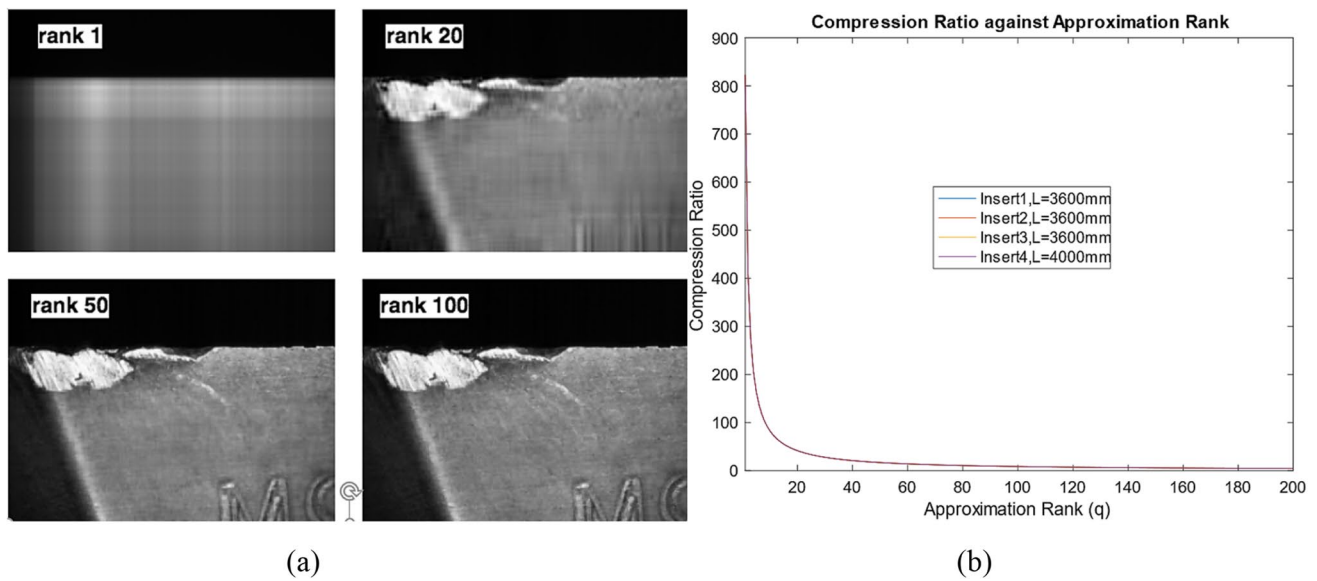 rank 1
rank 20
rank 50
rank 100
MC
MC
(a)
Compression Ratio against Approximation Rank
Compression Ratio
900
800
700
600
500
400
300
200
100
0
Insert1,L=3600mm
Insert2,L=3600mm
Insert3,L=3600mm
Insert4,L=4000mm
20 40 60 80 100 120 140 160 180 200
Approximation Rank (q)
(b)